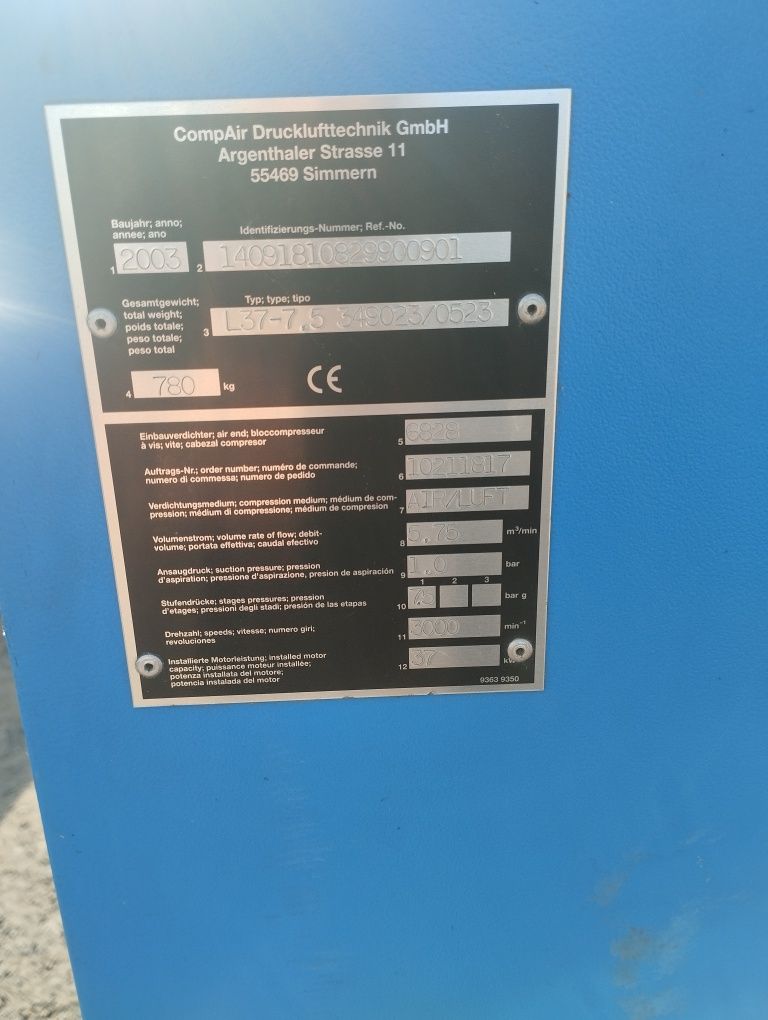 CompAir Drucklufttechnik GmbH
Argenthaler Strasse 11
55469 Simmern
Baujahr; anno;
annee; ano
1 2003
Identifizierungs-Nummer; Ref.-No.
2 14091810829900901
Gesamtgewicht;
total weight;
poids totale;
peso totale;
peso total
Typ; type; tipo
3 L37-7,5 349023/0523
4 780 kg
CE
Einbauverdichter; air end; bloccompresseur
à vis; vite; cabezal compresor
5 6828
Auftrags-Nr.; order number; numéro de commande;
numero di commessa; numero de pedido
6 10211817
Verdichtungsmedium; compression medium; médium de com-
pression; médium di compressione; médium de compresion
7 AIR/LUFT
Volumenstrom; volume rate of flow; debit-
volume; portata effettiva; caudal efectivo
8 5,75 m³/min
Ansaugdruck; suction pressure; pression
d'aspiration; pressione d'aspirazione, presion de aspiración
9 1,0 bar
1 2 3
Stufendrücke; stages pressures; pression
d'etages; pressioni degli stadi; presión de las etapas
10 7,5 bar g
Drehzahl; speeds; vitesse; numero giri;
revoluciones
11 3000 min⁻¹
Installierte Motorleistung; installed motor
capacity; puissance moteur installée;
potenza installata del motore;
potencia instalada del motor
12 37 kW
9363 9350